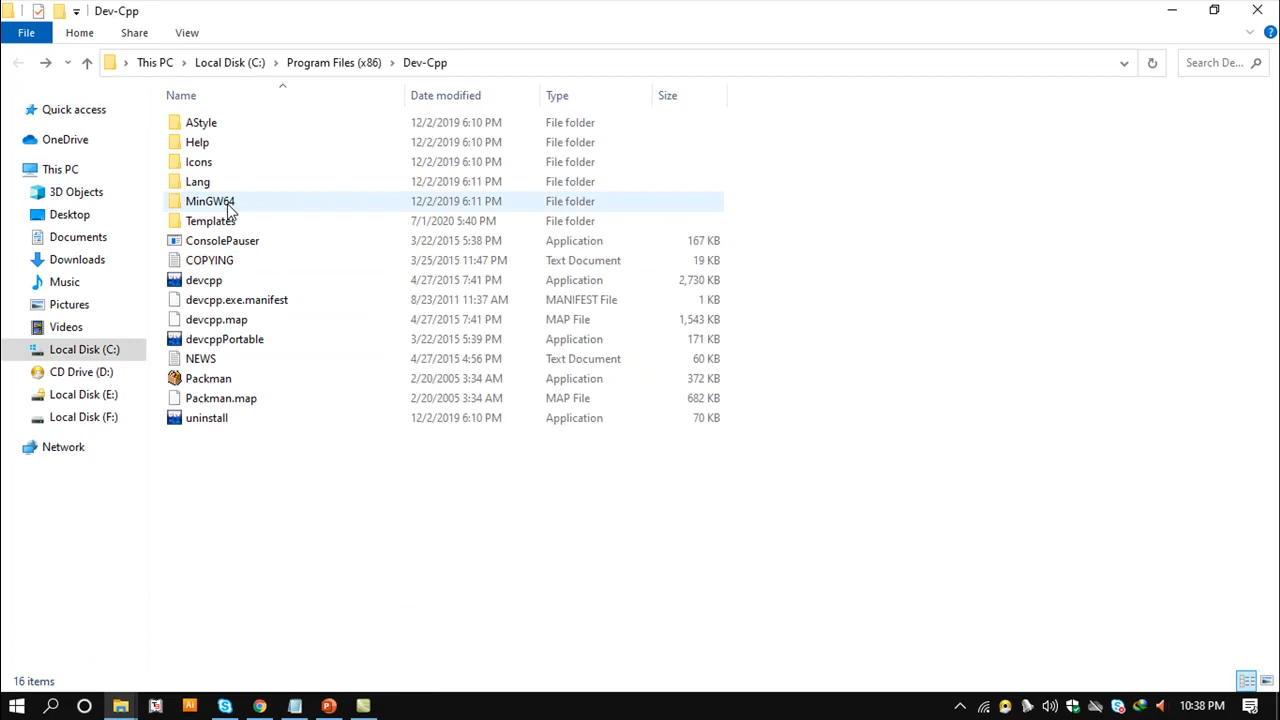 Dev-Cpp
File Home Share View
This PC Local Disk (C:) Program Files (x86) Dev-Cpp Search De...
Name Date modified Type Size
Quick access
OneDrive
This PC
3D Objects
Desktop
Documents
Downloads
Music
Pictures
Videos
Local Disk (C:)
CD Drive (D:)
Local Disk (E:)
Local Disk (F:)
Network
AStyle 12/2/2019 6:10 PM File folder
Help 12/2/2019 6:10 PM File folder
Icons 12/2/2019 6:10 PM File folder
Lang 12/2/2019 6:11 PM File folder
MinGW64 12/2/2019 6:11 PM File folder
Templates 7/1/2020 5:40 PM File folder
ConsolePauser 3/22/2015 5:38 PM Application 167 KB
COPYING 3/25/2015 11:47 PM Text Document 19 KB
devcpp 4/27/2015 7:41 PM Application 2,730 KB
devcpp.exe.manifest 8/23/2011 11:37 AM MANIFEST File 1 KB
devcpp.map 4/27/2015 7:41 PM MAP File 1,543 KB
devcppPortable 3/22/2015 5:39 PM Application 171 KB
NEWS 4/27/2015 4:56 PM Text Document 60 KB
Packman 2/20/2005 3:34 AM Application 372 KB
Packman.map 2/20/2005 3:34 AM MAP File 682 KB
uninstall 12/2/2019 6:10 PM Application 70 KB
16 items
10:38 PM